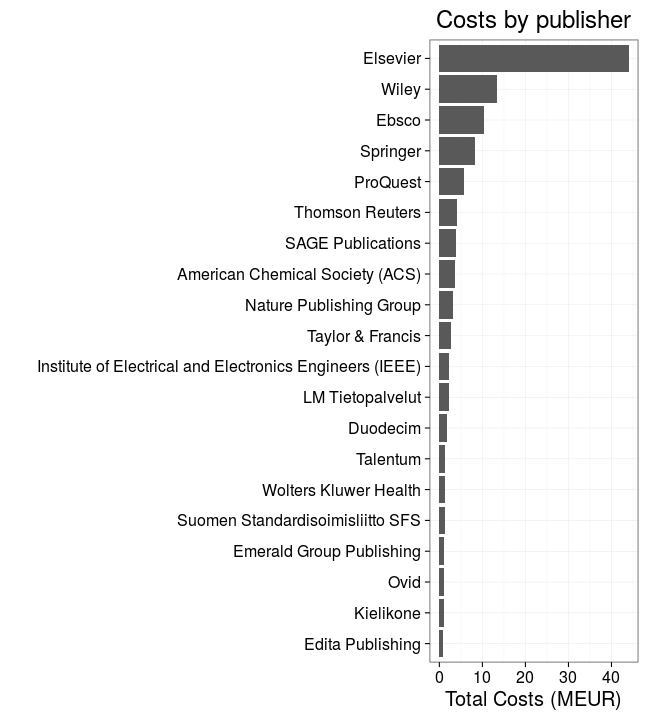 Costs by publisher
Elsevier
Wiley
Ebsco
Springer
ProQuest
Thomson Reuters
SAGE Publications
American Chemical Society (ACS)
Nature Publishing Group
Taylor & Francis
Institute of Electrical and Electronics Engineers (IEEE)
LM Tietopalvelut
Duodecim
Talentum
Wolters Kluwer Health
Suomen Standardisoimisliitto SFS
Emerald Group Publishing
Ovid
Kielikone
Edita Publishing
0 10 20 30 40
Total Costs (MEUR)